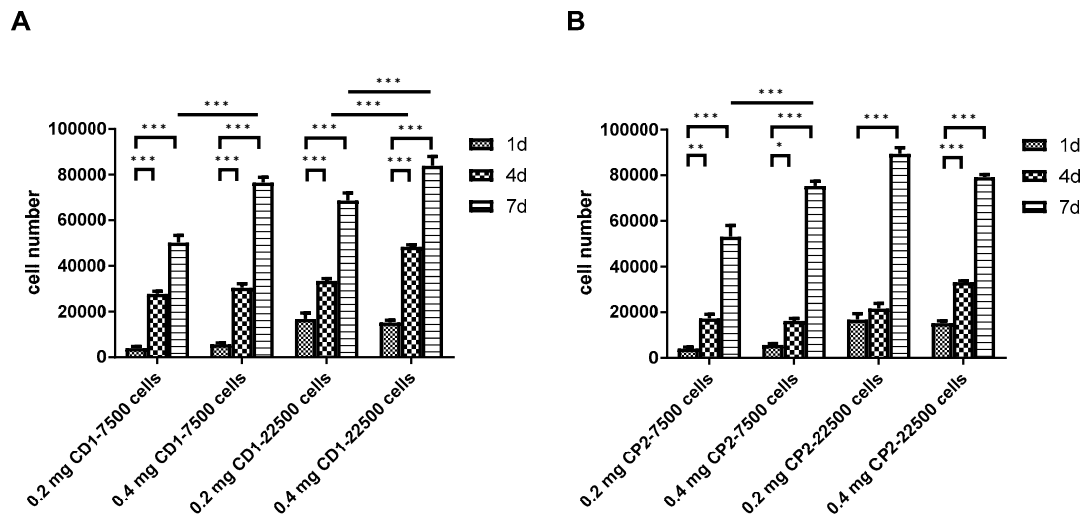 A
***
***
***
***
***
***
***
***
***
***
***
100000
80000
60000
40000
20000
0
cell number
1d
4d
7d
0.2 mg CD1-7500 cells
0.4 mg CD1-7500 cells
0.2 mg CD1-22500 cells
0.4 mg CD1-22500 cells
B
***
***
***
***
***
**
*
***
100000
80000
60000
40000
20000
0
cell number
1d
4d
7d
0.2 mg CP2-7500 cells
0.4 mg CP2-7500 cells
0.2 mg CP2-22500 cells
0.4 mg CP2-22500 cells